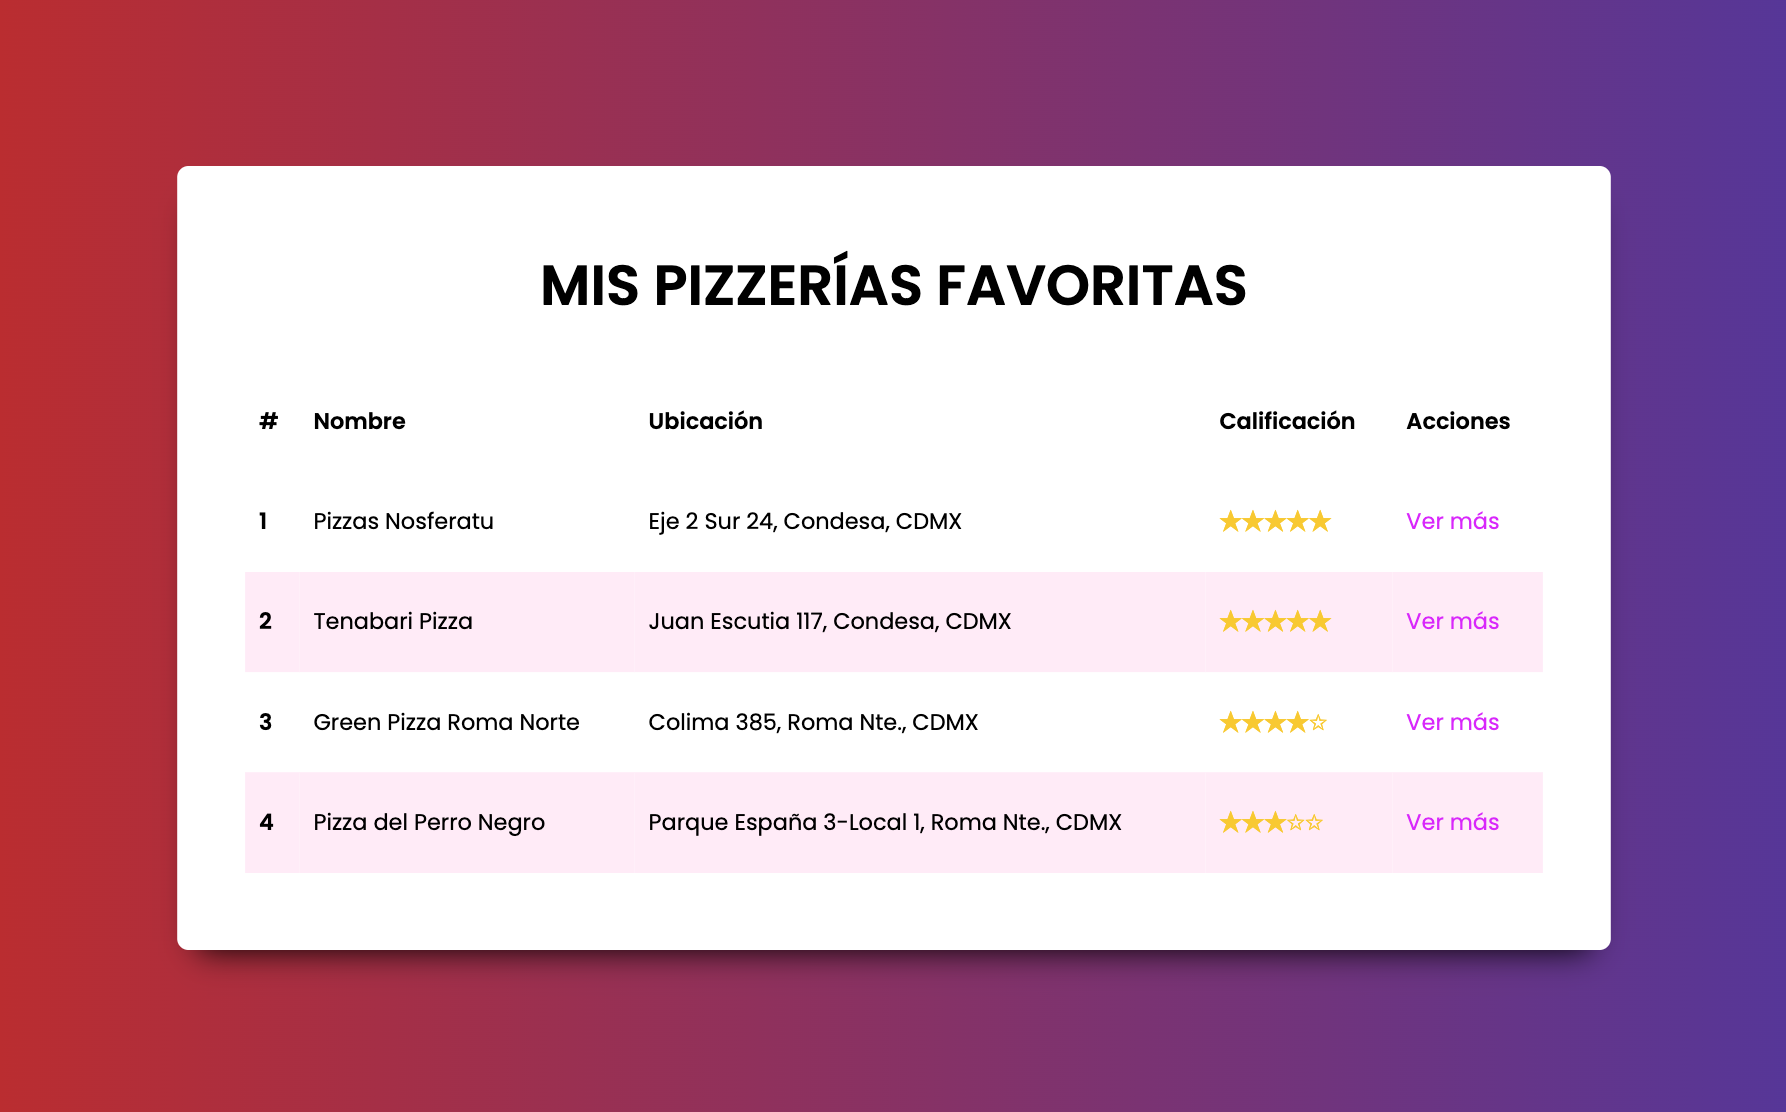 MIS PIZZERÍAS FAVORITAS
# Nombre Ubicación Calificación Acciones
1 Pizzas Nosferatu Eje 2 Sur 24, Condesa, CDMX ★★★★★ Ver más
2 Tenabari Pizza Juan Escutia 117, Condesa, CDMX ★★★★★ Ver más
3 Green Pizza Roma Norte Colima 385, Roma Nte., CDMX ★★★★☆ Ver más
4 Pizza del Perro Negro Parque España 3-Local 1, Roma Nte., CDMX ★★★☆☆ Ver más